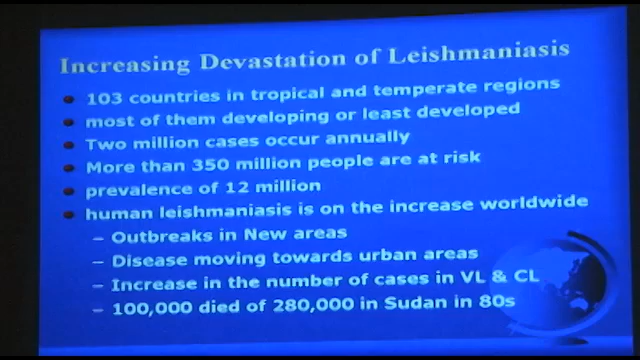 Increasing Devastation of Leishmaniasis
103 countries in tropical and temperate regions
most of them developing or least developed
Two million cases occur annually
More than 350 million people are at risk
prevalence of 12 million
human leishmaniasis is on the increase worldwide
– Outbreaks in New areas
– Disease moving towards urban areas
– Increase in the number of cases in VL & CL
– 100,000 died of 280,000 in Sudan in 80s